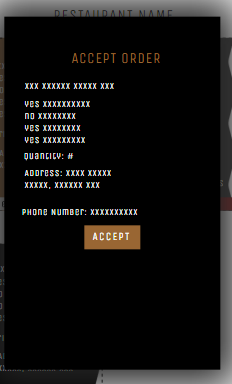 RESTAURANT NAME
ACCEPT ORDER
xxx xxxxxx xxxxx xxx
yes xxxxxxxxxx
no xxxxxxxx
yes xxxxxxxx
yes xxxxxxxxx
Quantity: #
Address: xxxx xxxxx
xxxxx, xxxxxx xxx
Phone Number: xxxxxxxxxx
ACCEPT